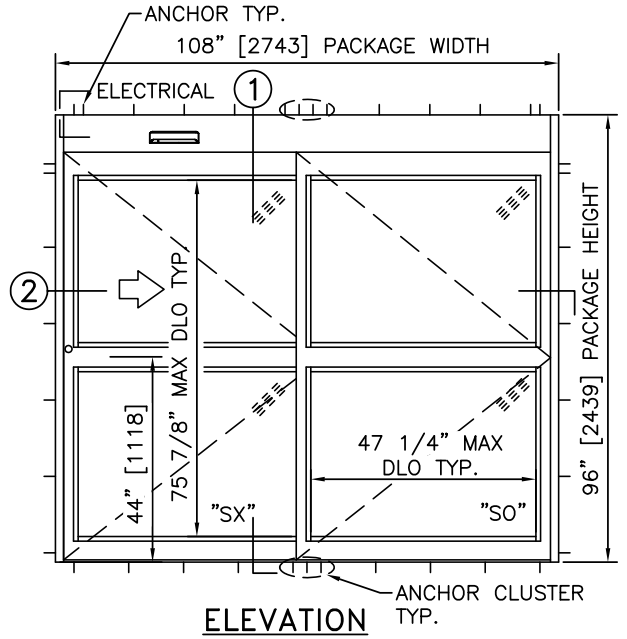 ANCHOR TYP.
108" [2743] PACKAGE WIDTH
ELECTRICAL
1
2
75 7/8" MAX DLO TYP.
44" [1118]
47 1/4" MAX
DLO TYP.
"SX"
"SO"
96" [2439] PACKAGE HEIGHT
ANCHOR CLUSTER
TYP.
ELEVATION